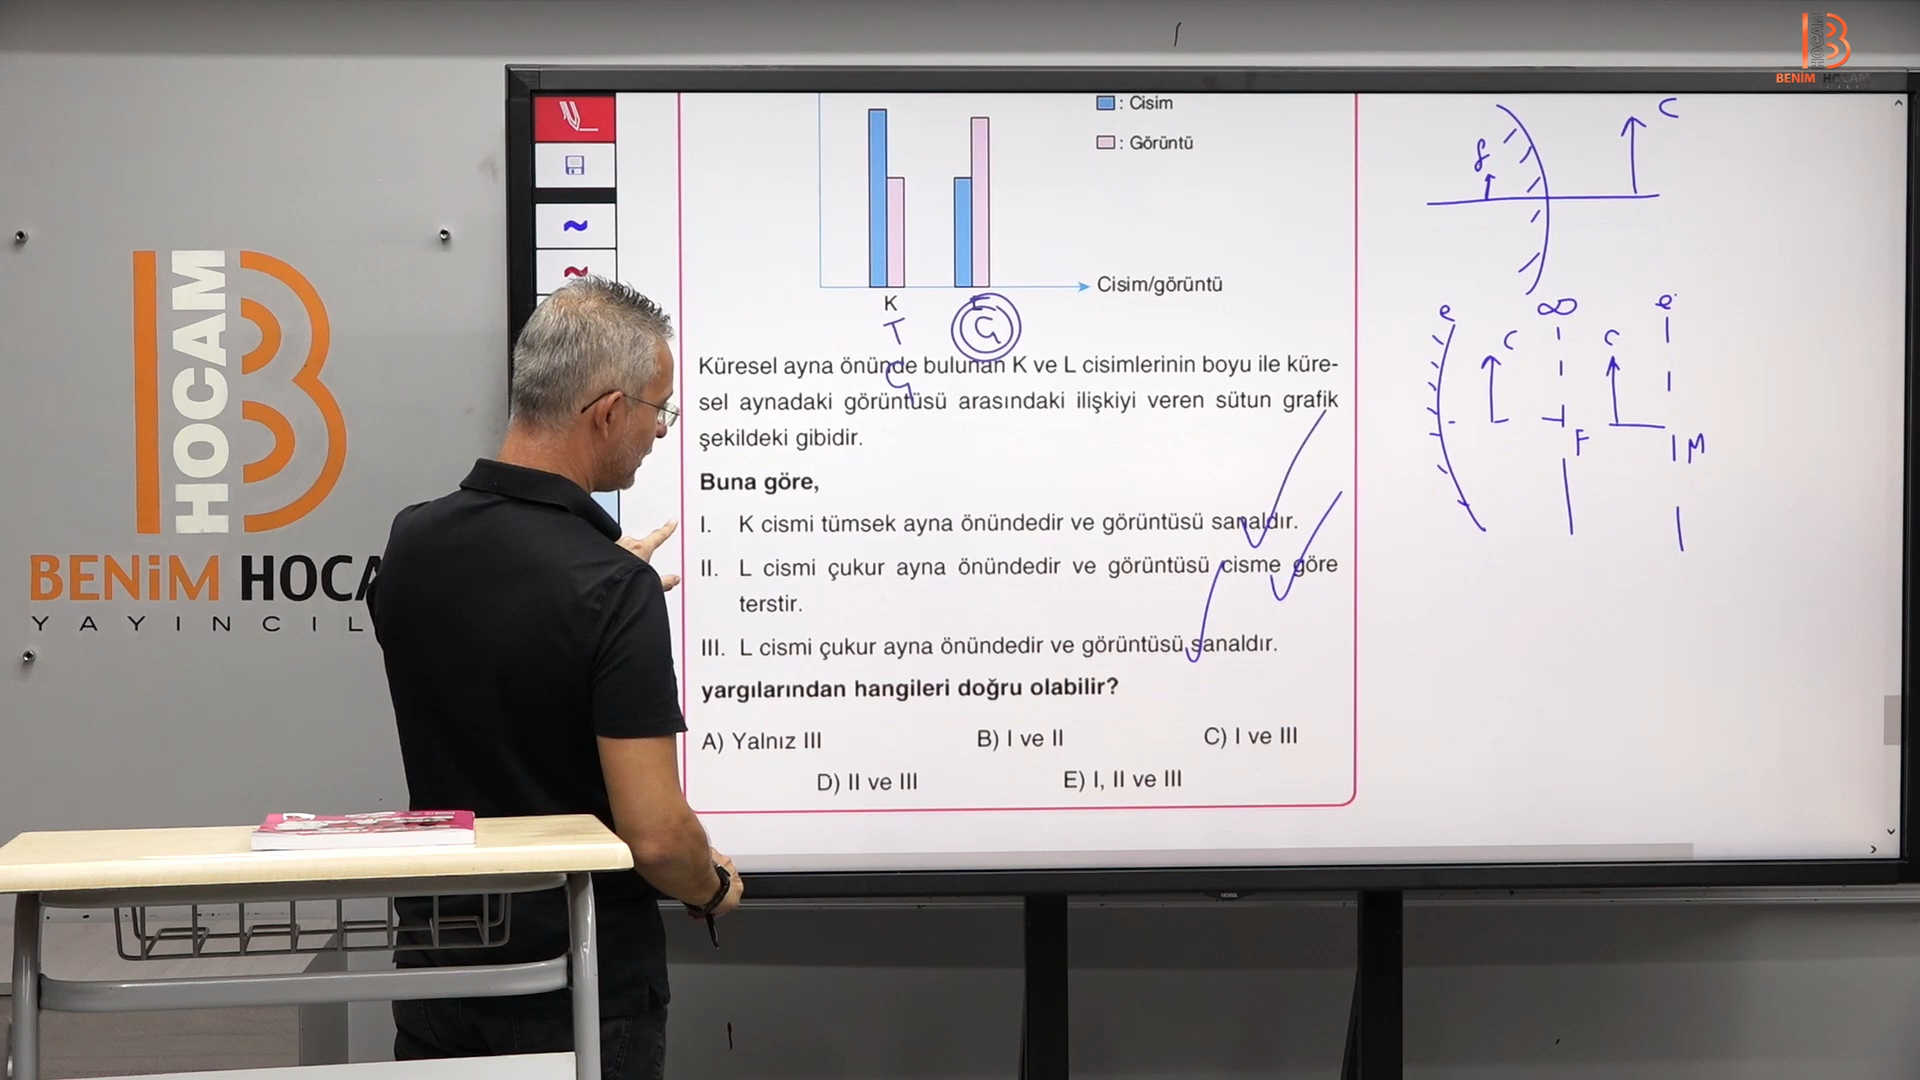 B HOCAM
BENİM HOCAM
: Cisim
: Görüntü
Cisim/görüntü
K
L
T
Ç
Ç
Küresel ayna önünde bulunan K ve L cisimlerinin boyu ile küre-
sel aynadaki görüntüsü arasındaki ilişkiyi veren sütun grafik
şekildeki gibidir.
Buna göre,
I. K cismi tümsek ayna önündedir ve görüntüsü sanaldır.
II. L cismi çukur ayna önündedir ve görüntüsü cisme göre
terstir.
III. L cismi çukur ayna önündedir ve görüntüsü sanaldır.
yargılarından hangileri doğru olabilir?
A) Yalnız III
B) I ve II
C) I ve III
D) II ve III
E) I, II ve III
C
g
e
∞
e
C
C
F
M
B HOCAM
BENİM HOCA
YAYINCIL